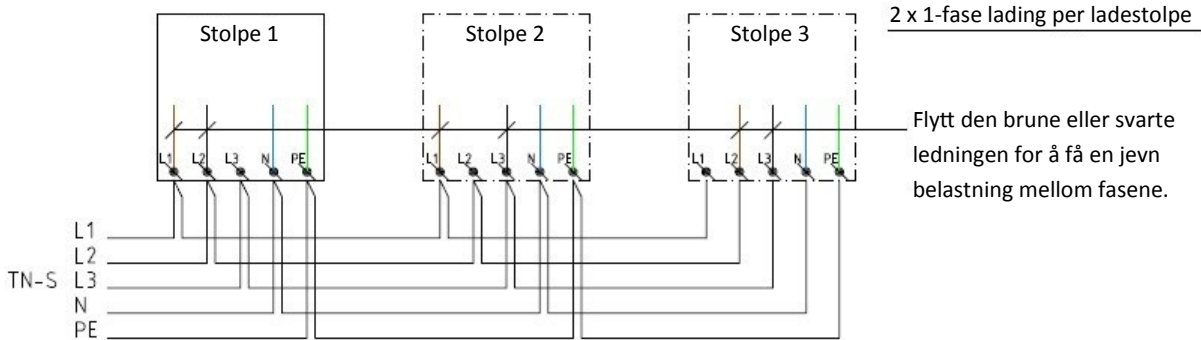 2 x 1-fase lading per ladestolpe
Stolpe 1
Stolpe 2
Stolpe 3
Flytt den brune eller svarte
ledningen for å få en jevn
belastning mellom fasene.
L1 L2 L3 N PE
L1 L2 L3 N PE
L1 L2 L3 N PE
L1
L2
TN-S L3
N
PE